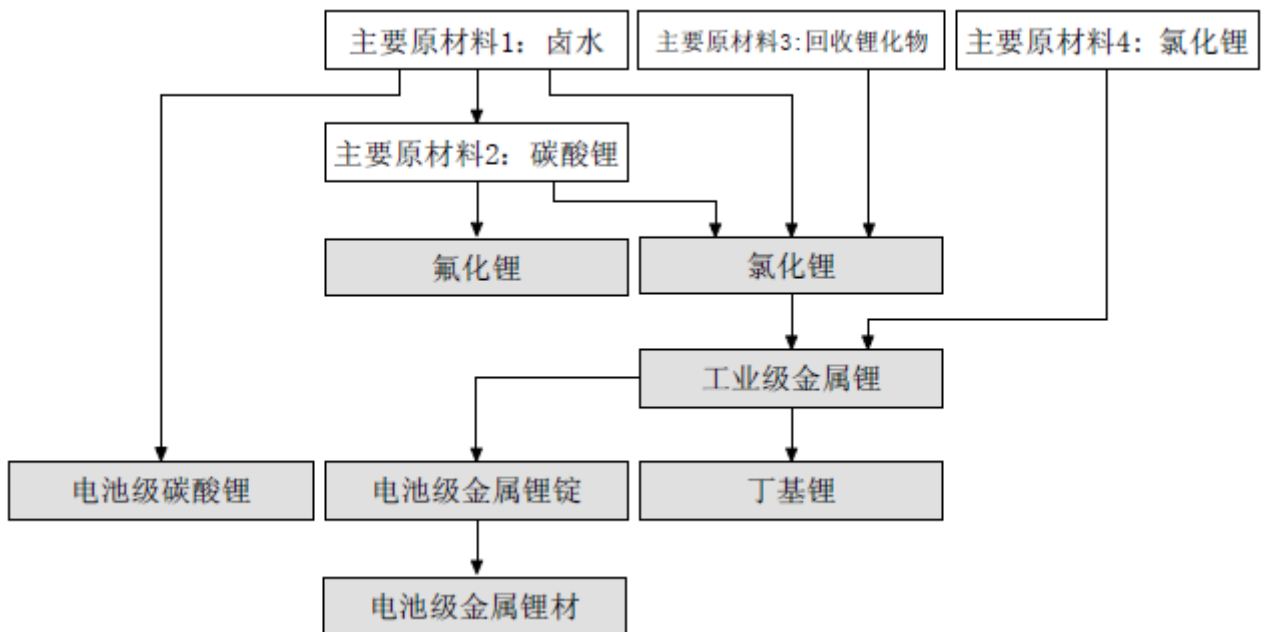 主要原材料1：卤水
主要原材料3:回收锂化物
主要原材料4：氯化锂
主要原材料2：碳酸锂
氟化锂
氯化锂
工业级金属锂
电池级碳酸锂
电池级金属锂锭
丁基锂
电池级金属锂材